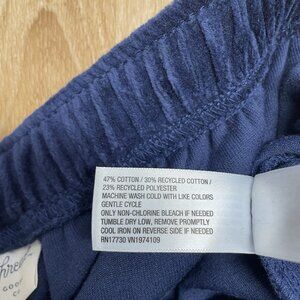 47% COTTON / 30% RECYCLED COTTON /
23% RECYCLED POLYESTER
MACHINE WASH COLD WITH LIKE COLORS
GENTLE CYCLE
ONLY NON-CHLORINE BLEACH IF NEEDED
TUMBLE DRY LOW, REMOVE PROMPTLY
COOL IRON ON REVERSE SIDE IF NEEDED
RN17730 VN1974109